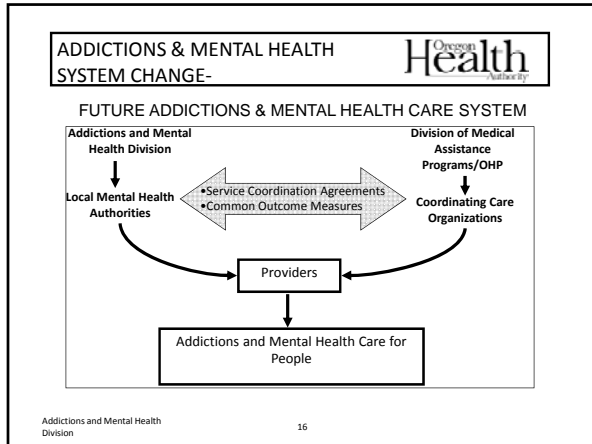 ADDICTIONS & MENTAL HEALTH
SYSTEM CHANGE-
Oregon
Health
Authority
FUTURE ADDICTIONS & MENTAL HEALTH CARE SYSTEM
Addictions and Mental
Health Division
Division of Medical
Assistance
Programs/OHP
Local Mental Health
Authorities
•Service Coordination Agreements
•Common Outcome Measures
Coordinating Care
Organizations
Providers
Addictions and Mental Health Care for
People
Addictions and Mental Health
Division
16